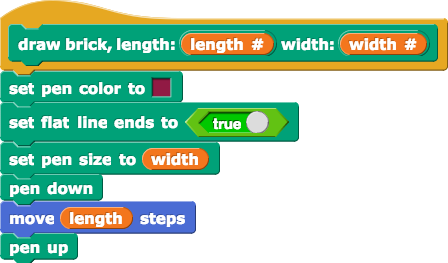 draw brick, length: length # width: width #
set pen color to
set flat line ends to true
set pen size to width
pen down
move length steps
pen up